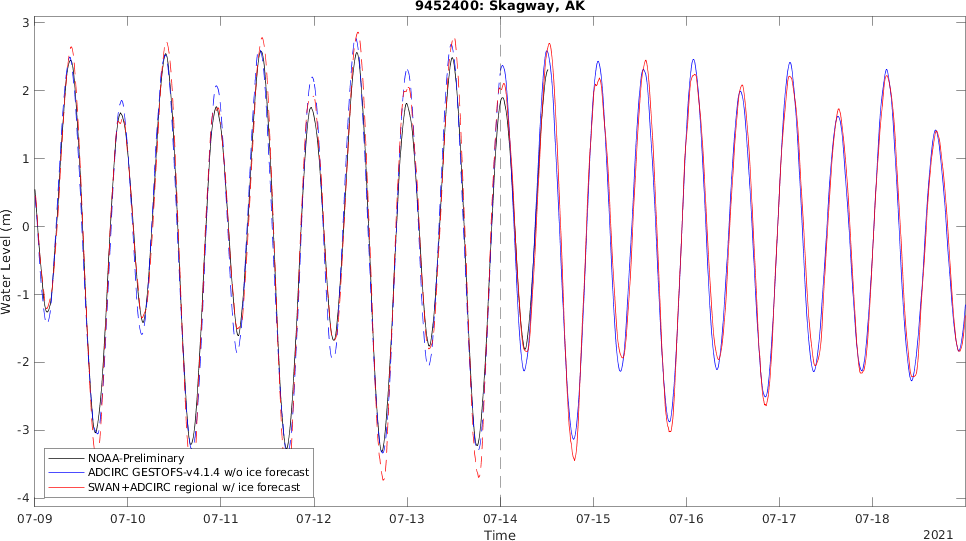 9452400: Skagway, AK
3
2
1
0
-1
-2
-3
-4
Water Level (m)
NOAA-Preliminary
ADCIRC GESTOFS-v4.1.4 w/o ice forecast
SWAN+ADCIRC regional w/ ice forecast
07-09 07-10 07-11 07-12 07-13 07-14 07-15 07-16 07-17 07-18
Time
2021